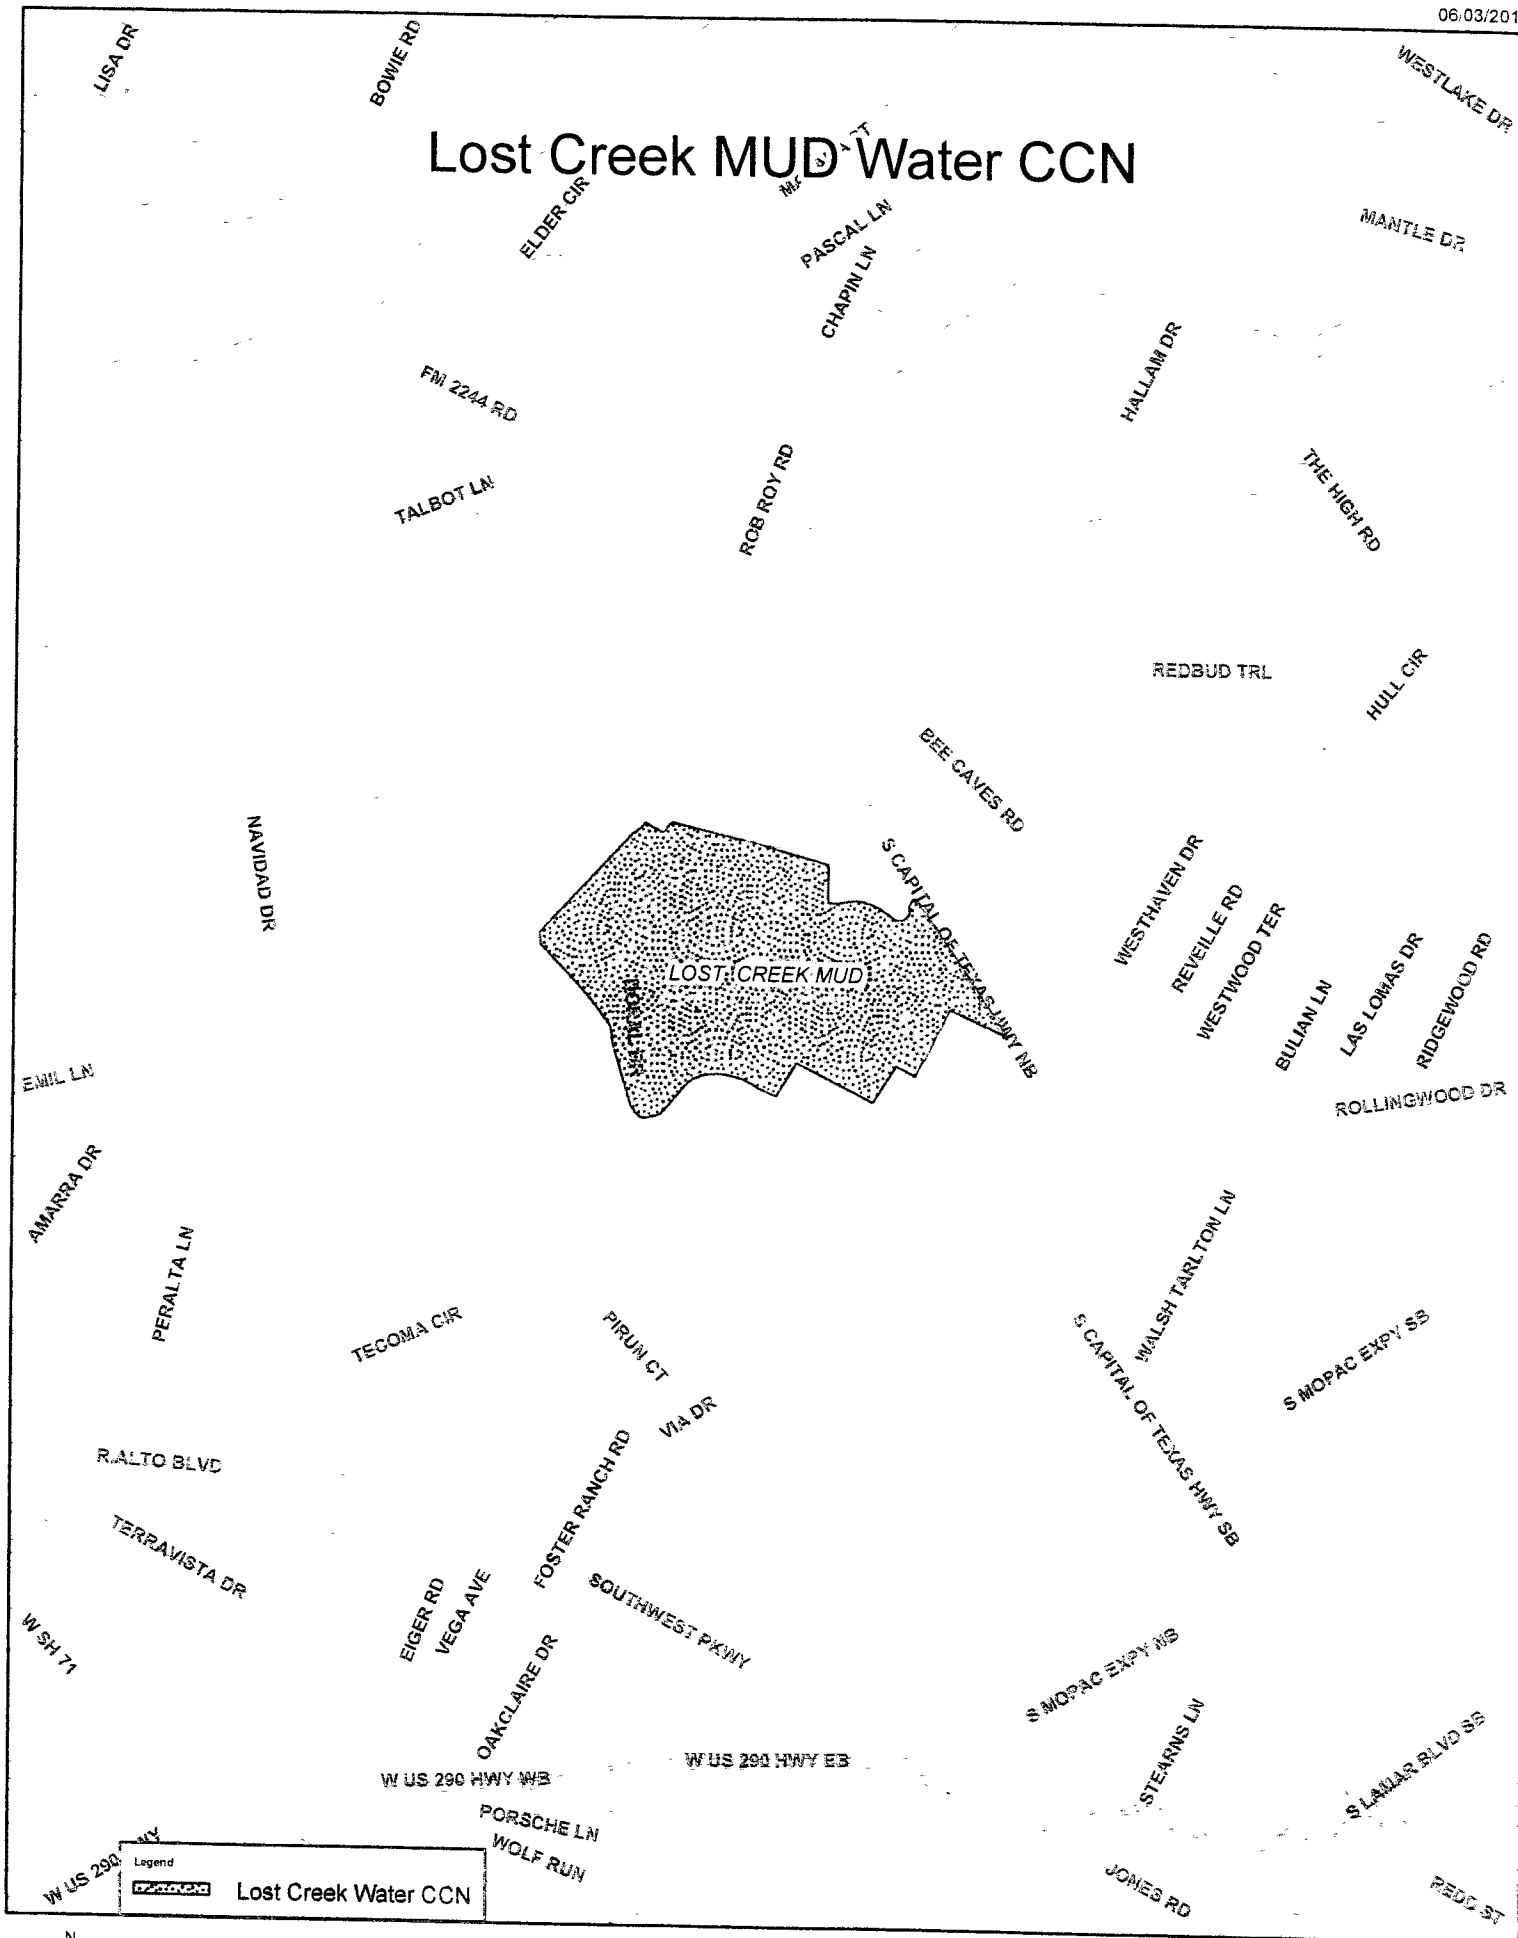 06/03/201
LISA DR
BOWIE RD
WESTLAKE DR
Lost Creek MUD Water CCN
ELDER CIR
PASCAL LN
CHAPIN LN
MANTLE DR
HALLAM DR
FM 2244 RD
TALBOT LN
ROB ROY RD
THE HIGH RD
REDBUD TRL
HULL CIR
BEE CAVES RD
NAVIDAD DR
S CAPITAL OF TEXAS HWY NB
WESTHAVEN DR
REVEILLE RD
WESTWOOD TER
BULIAN LN
LAS LOMAS DR
RIDGEWOOD RD
LOST CREEK MUD
EMIL LN
ROLLINGWOOD DR
AMARRA DR
PERALTA LN
TECOMA CIR
PIRUN CT
VIA DR
WALSH TARLTON LN
S CAPITAL OF TEXAS HWY SB
S MOPAC EXPY SB
R.ALTO BLVD
TERRAVISTA DR
FOSTER RANCH RD
EIGER RD
VEGA AVE
SOUTHWEST PKWY
W SH 71
OAKCLAIRE DR
S MOPAC EXPY NB
STEARNS LN
S LAMAR BLVD SB
W US 290 HWY EB
W US 290 HWY WB
PORSCHE LN
WOLF RUN
W US 290
JONES RD
REDD ST
Legend
Lost Creek Water CCN
N